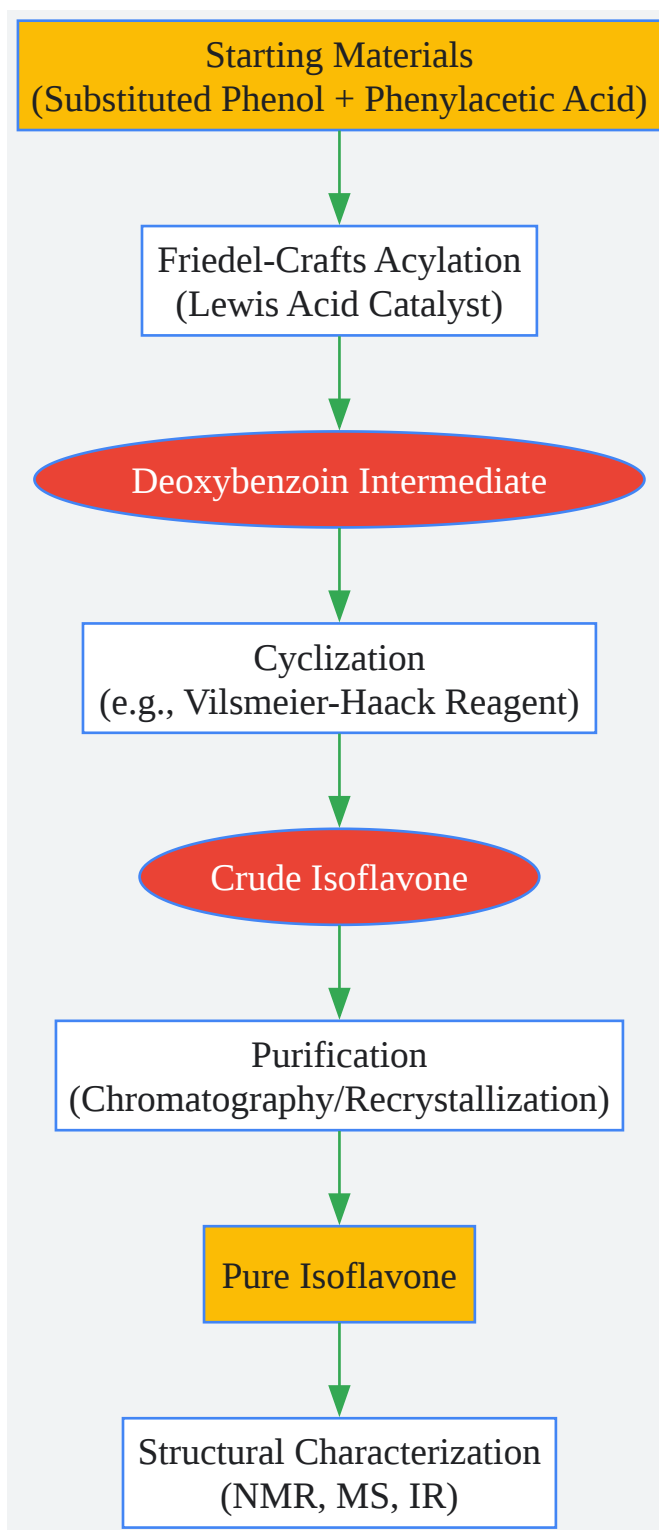 Starting Materials
(Substituted Phenol + Phenylacetic Acid)
Friedel-Crafts Acylation
(Lewis Acid Catalyst)
Deoxybenzoin Intermediate
Cyclization
(e.g., Vilsmeier-Haack Reagent)
Crude Isoflavone
Purification
(Chromatography/Recrystallization)
Pure Isoflavone
Structural Characterization
(NMR, MS, IR)